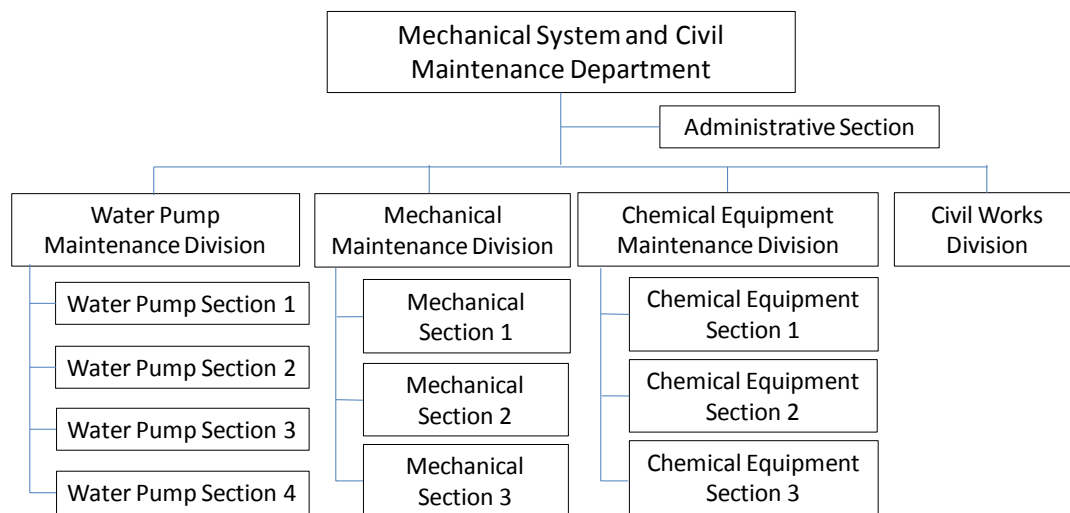 Mechanical System and Civil
Maintenance Department
Administrative Section
Water Pump
Maintenance Division
Mechanical
Maintenance Division
Chemical Equipment
Maintenance Division
Civil Works
Division
Water Pump Section 1
Water Pump Section 2
Water Pump Section 3
Water Pump Section 4
Mechanical
Section 1
Mechanical
Section 2
Mechanical
Section 3
Chemical Equipment
Section 1
Chemical Equipment
Section 2
Chemical Equipment
Section 3